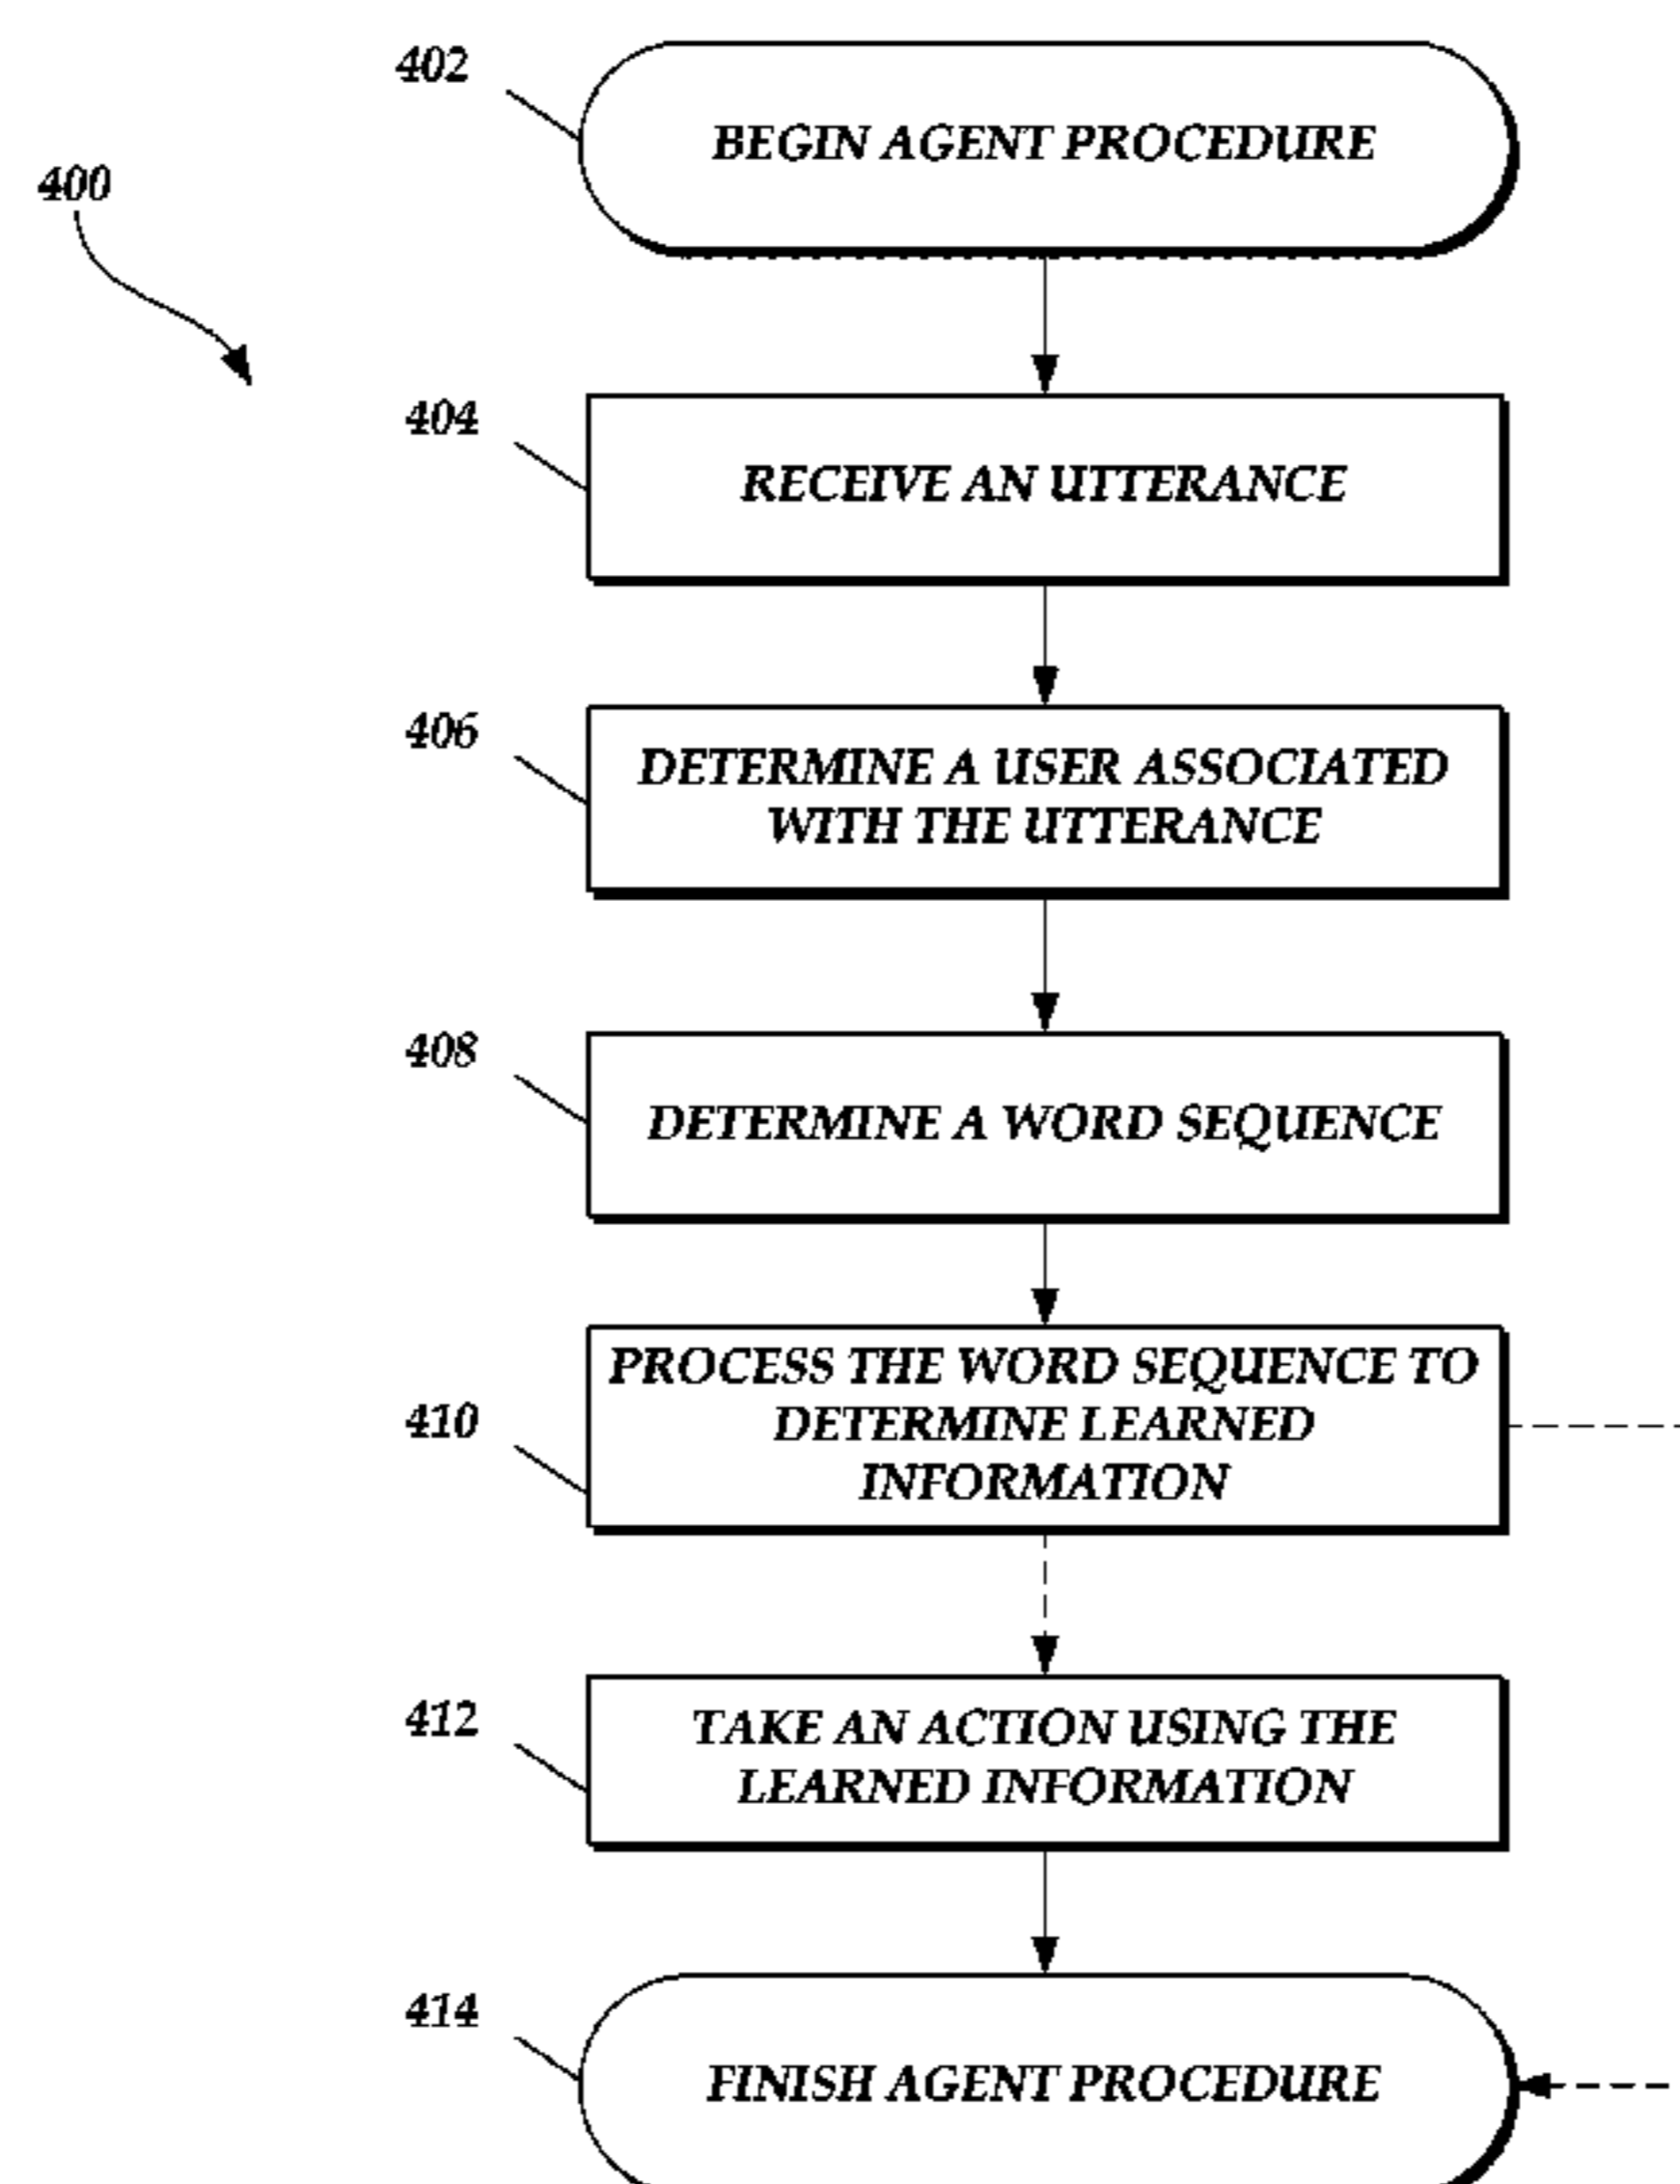 402
BEGIN AGENT PROCEDURE
400
404
RECEIVE AN UTTERANCE
406
DETERMINE A USER ASSOCIATED
WITH THE UTTERANCE
408
DETERMINE A WORD SEQUENCE
410
PROCESS THE WORD SEQUENCE TO
DETERMINE LEARNED
INFORMATION
412
TAKE AN ACTION USING THE
LEARNED INFORMATION
414
FINISH AGENT PROCEDURE